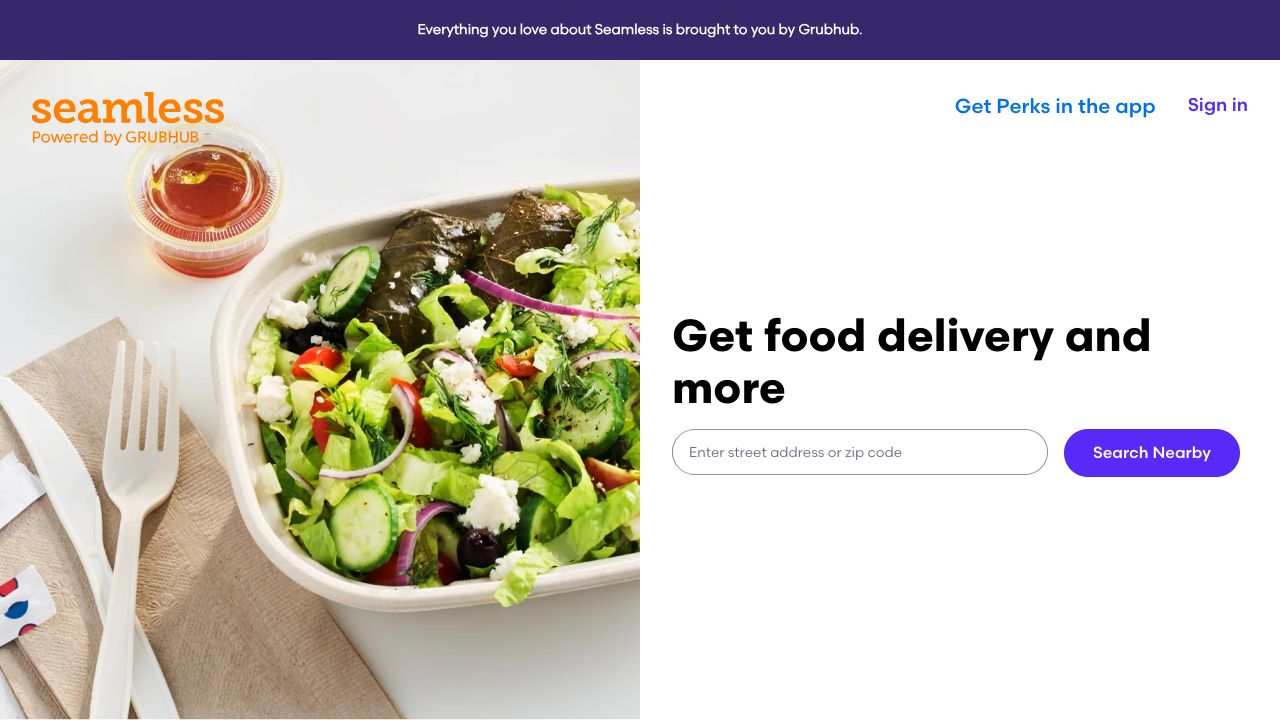 Everything you love about Seamless is brought to you by Grubhub.
seamless
Powered by GRUBHUB
Get Perks in the app
Sign in
Get food delivery and
more
Enter street address or zip code
Search Nearby